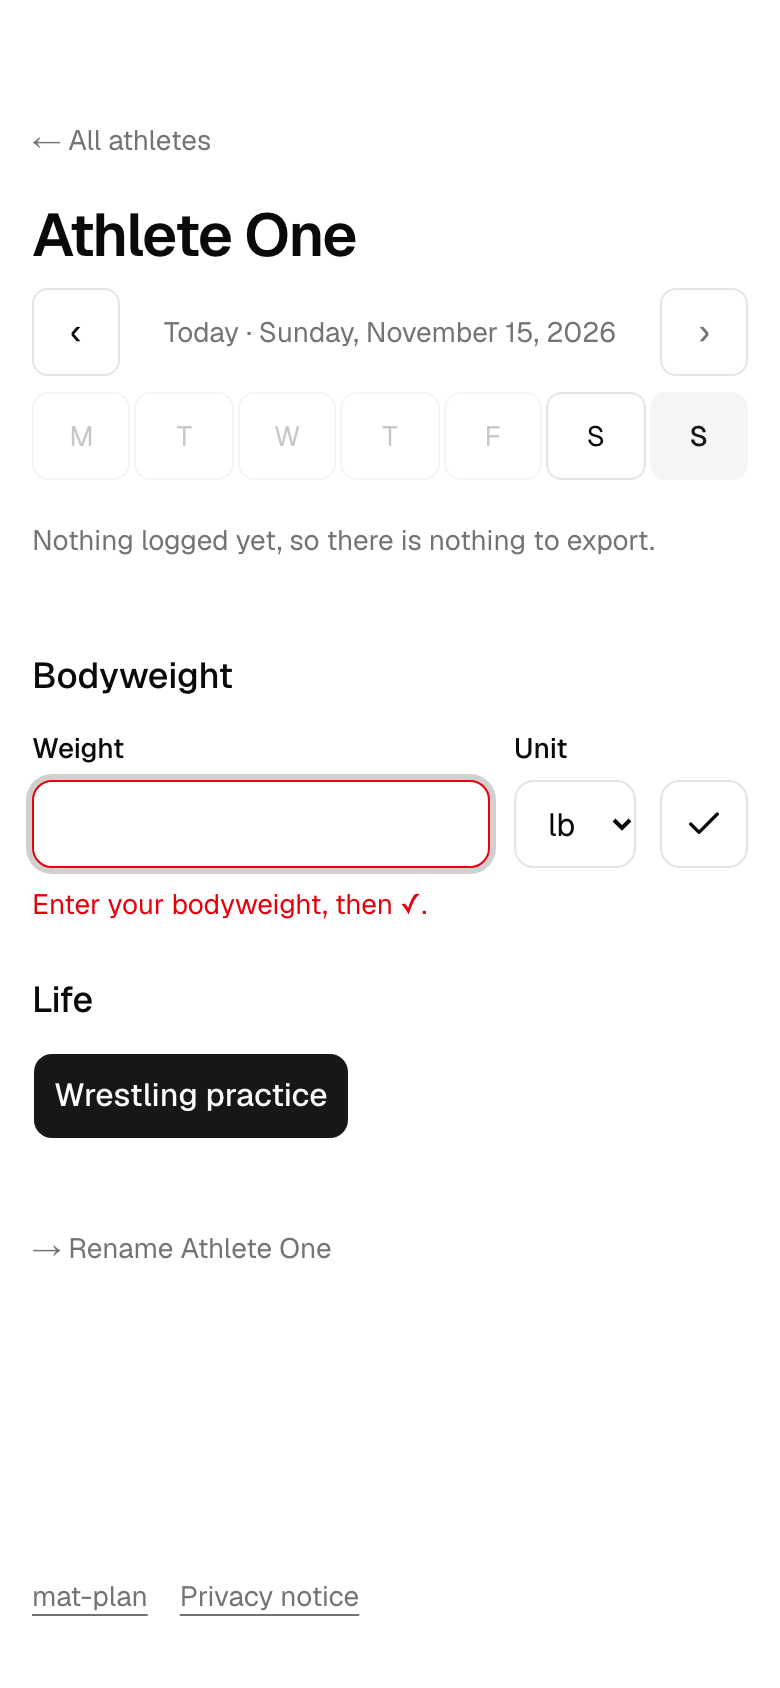 ← All athletes
Athlete One
‹ Today · Sunday, November 15, 2026 ›
M T W T F S S
Nothing logged yet, so there is nothing to export.
Bodyweight
Weight Unit
lb ✓
Enter your bodyweight, then ✓.
Life
Wrestling practice
→ Rename Athlete One
mat-plan Privacy notice